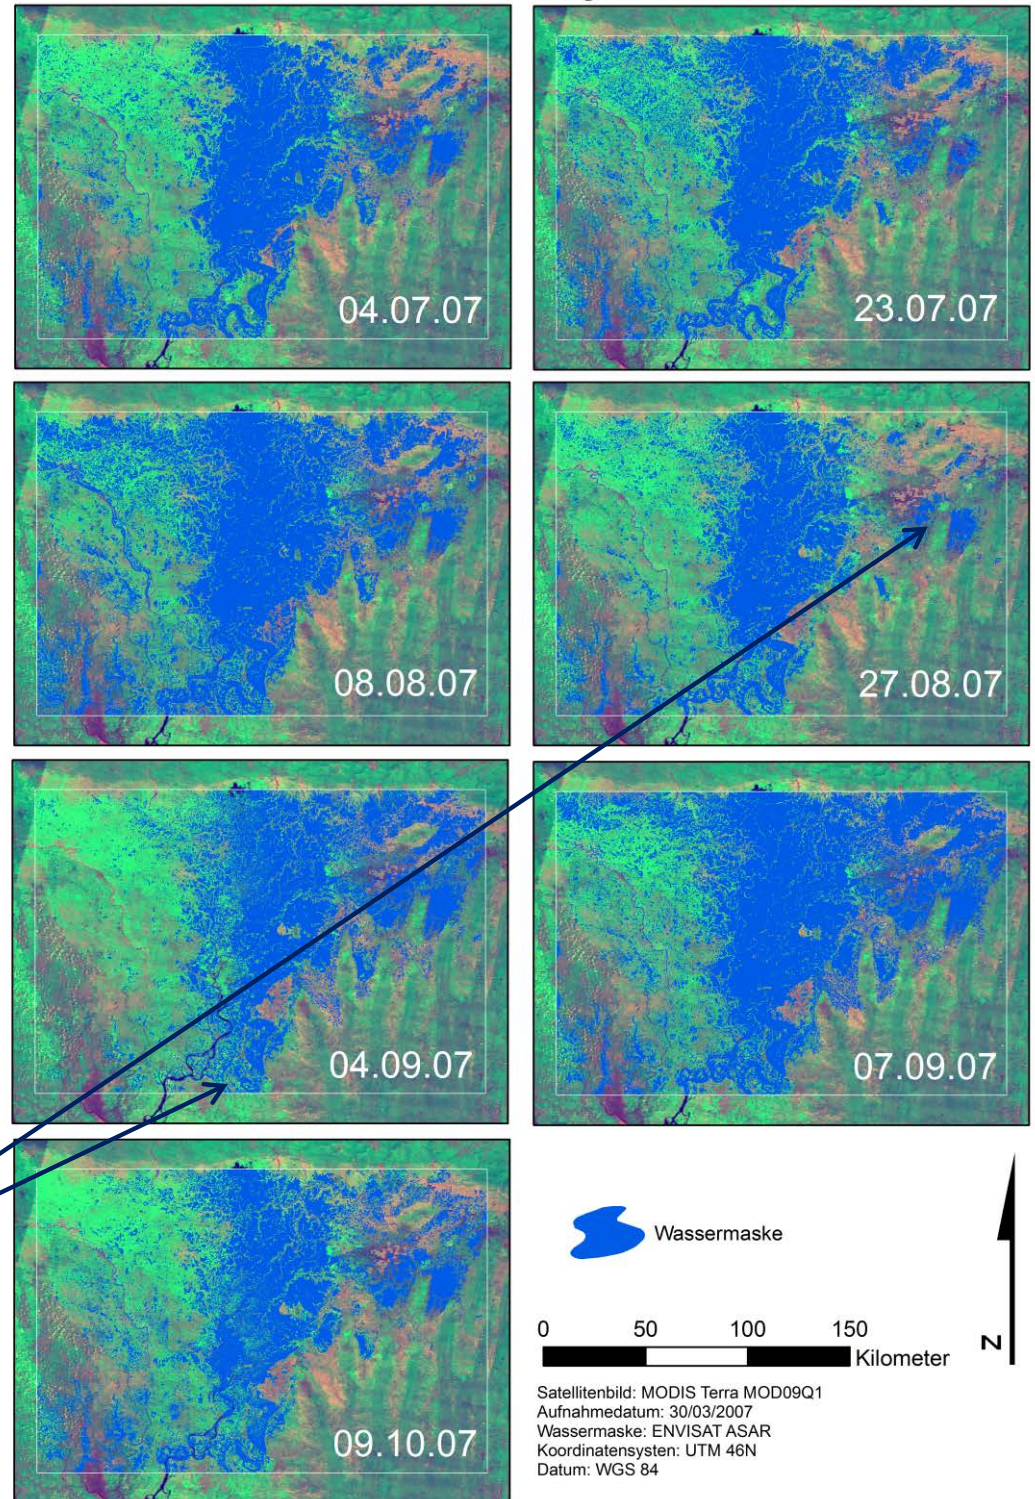 04.07.07
23.07.07
08.08.07
27.08.07
04.09.07
07.09.07
09.10.07
Wassermaske
0 50 100 150
Kilometer
N
Satellitenbild: MODIS Terra MOD09Q1
Aufnahmedatum: 30/03/2007
Wassermaske: ENVISAT ASAR
Koordinatensysten: UTM 46N
Datum: WGS 84